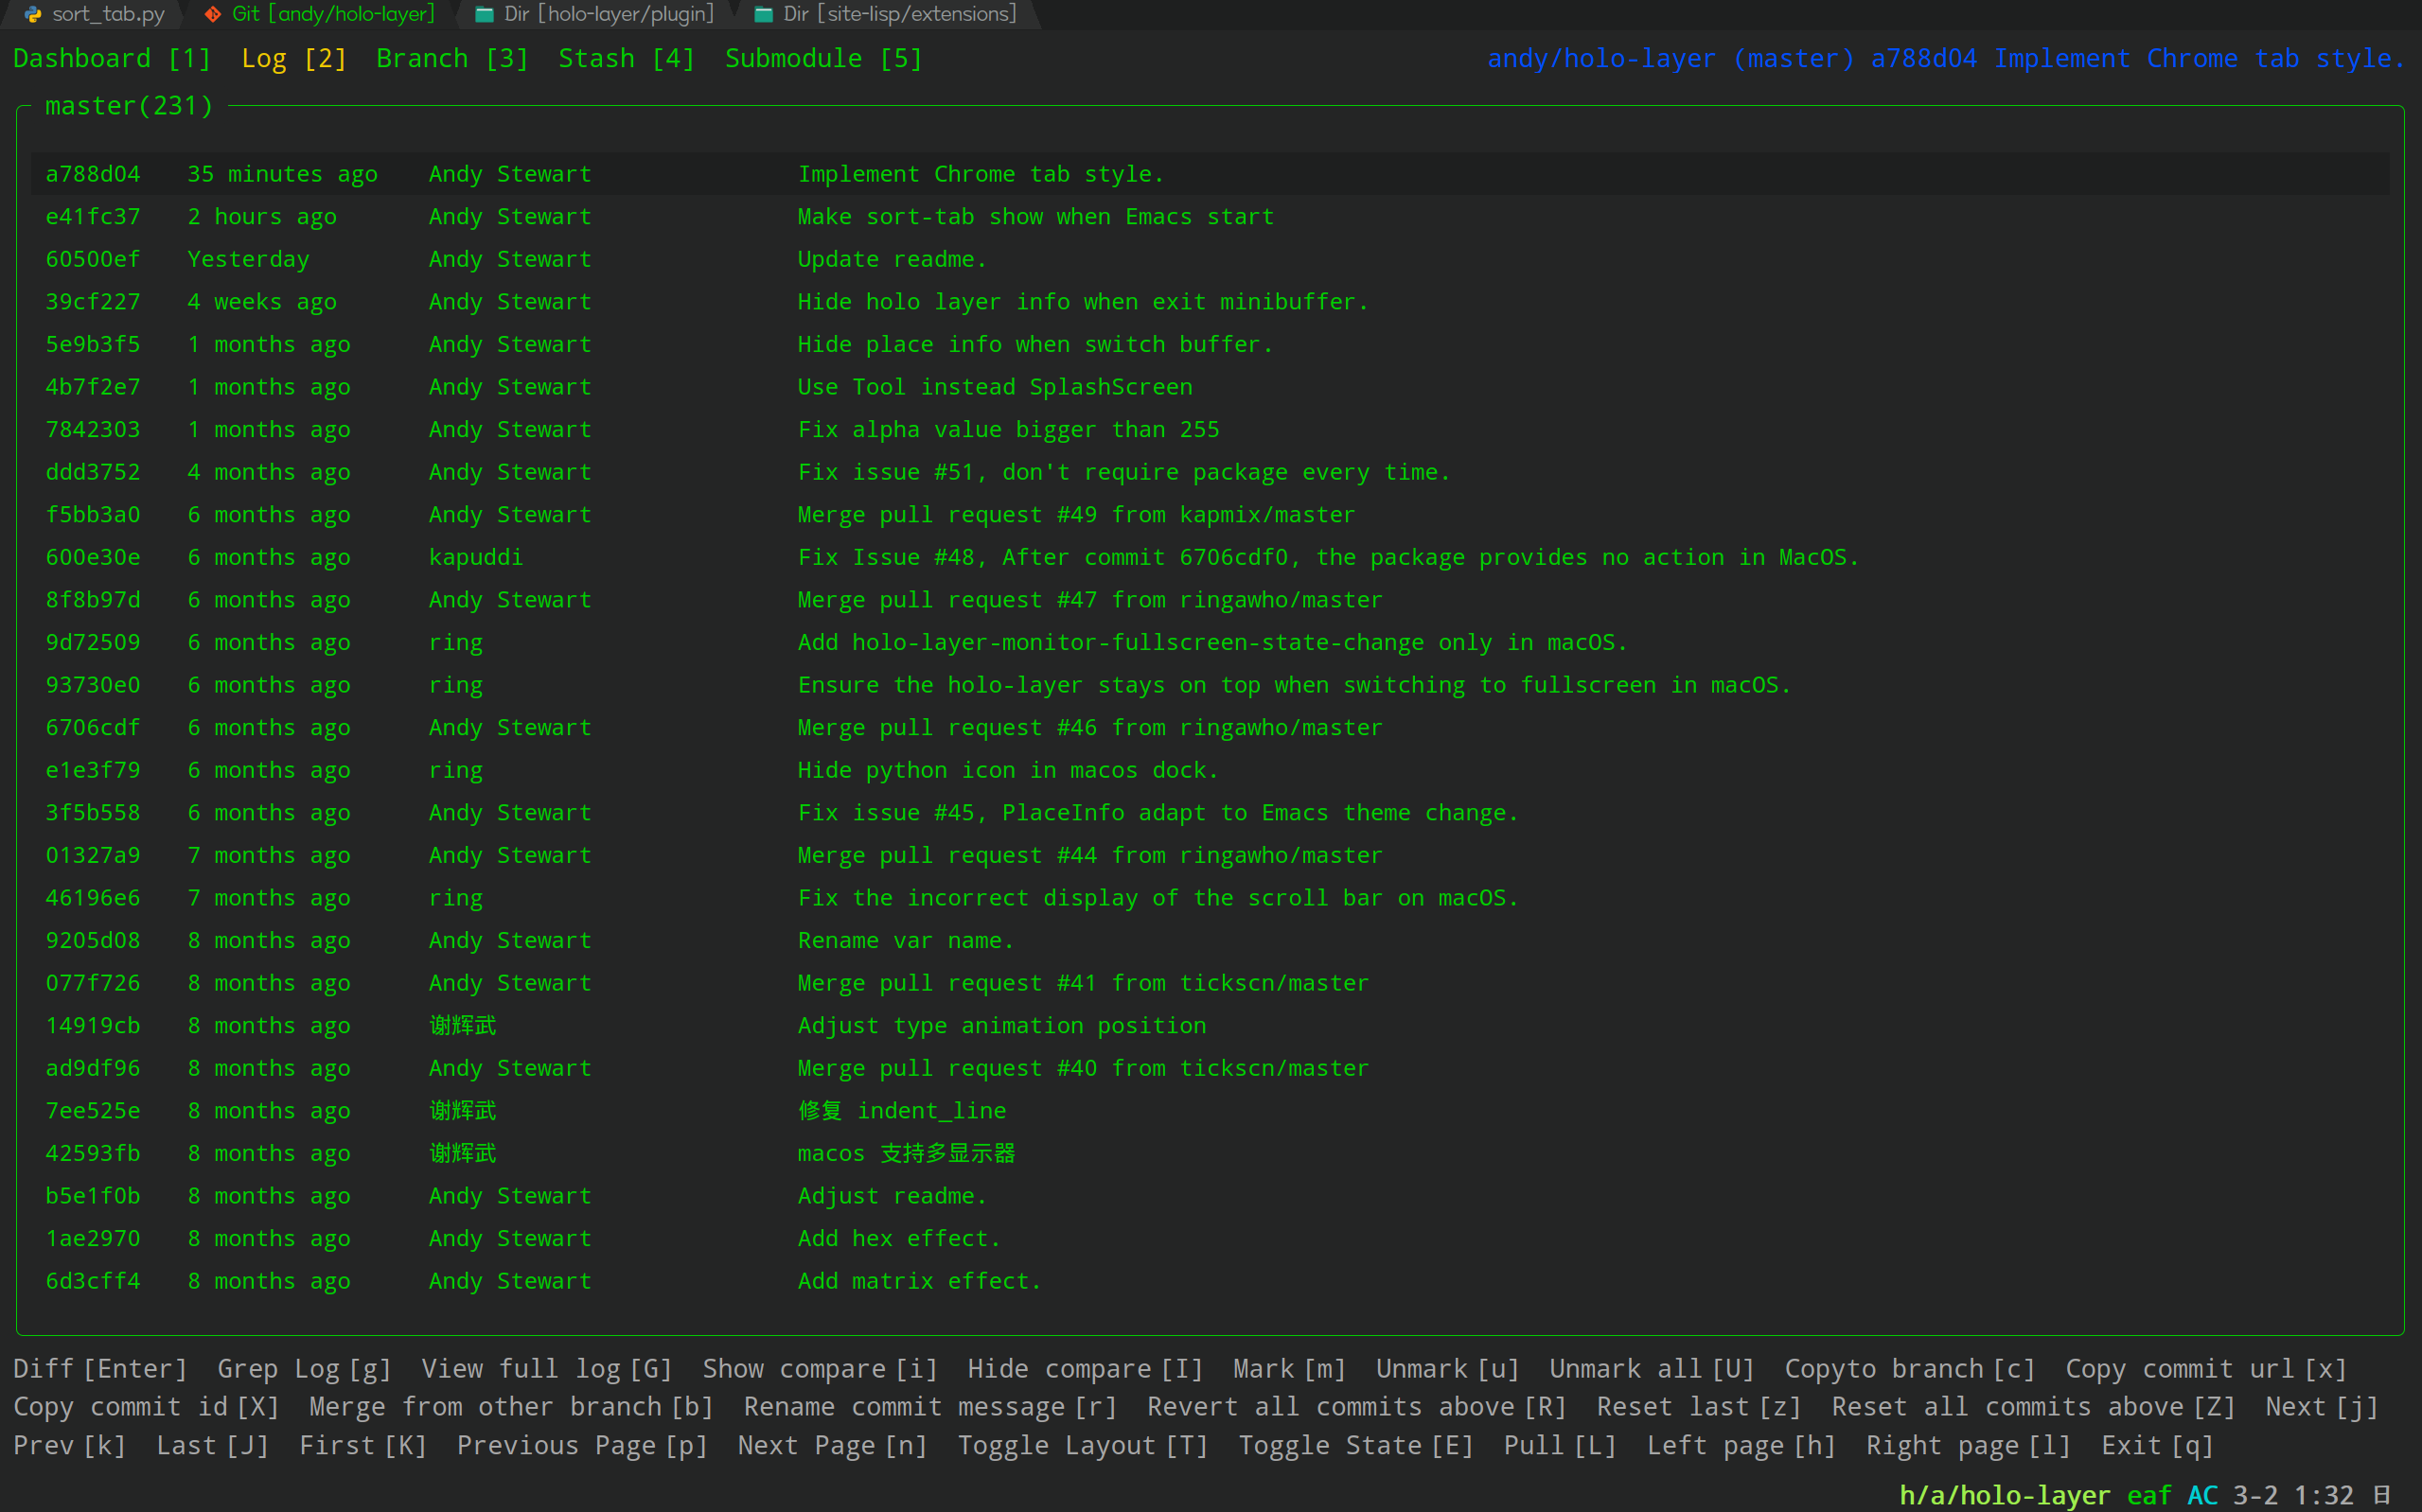 sort_tab.py Git [andy/holo-layer] Dir [holo-layer/plugin] Dir [site-lisp/extensions]
Dashboard [1] Log [2] Branch [3] Stash [4] Submodule [5] andy/holo-layer (master) a788d04 Implement Chrome tab style.
master(231)
a788d04 35 minutes ago Andy Stewart Implement Chrome tab style.
e41fc37 2 hours ago Andy Stewart Make sort-tab show when Emacs start
60500ef Yesterday Andy Stewart Update readme.
39cf227 4 weeks ago Andy Stewart Hide holo layer info when exit minibuffer.
5e9b3f5 1 months ago Andy Stewart Hide place info when switch buffer.
4b7f2e7 1 months ago Andy Stewart Use Tool instead SplashScreen
7842303 1 months ago Andy Stewart Fix alpha value bigger than 255
ddd3752 4 months ago Andy Stewart Fix issue #51, don't require package every time.
f5bb3a0 6 months ago Andy Stewart Merge pull request #49 from kapmix/master
600e30e 6 months ago kapuddi Fix Issue #48, After commit 6706cdf0, the package provides no action in MacOS.
8f8b97d 6 months ago Andy Stewart Merge pull request #47 from ringawho/master
9d72509 6 months ago ring Add holo-layer-monitor-fullscreen-state-change only in macOS.
93730e0 6 months ago ring Ensure the holo-layer stays on top when switching to fullscreen in macOS.
6706cdf 6 months ago Andy Stewart Merge pull request #46 from ringawho/master
e1e3f79 6 months ago ring Hide python icon in macos dock.
3f5b558 6 months ago Andy Stewart Fix issue #45, PlaceInfo adapt to Emacs theme change.
01327a9 7 months ago Andy Stewart Merge pull request #44 from ringawho/master
46196e6 7 months ago ring Fix the incorrect display of the scroll bar on macOS.
9205d08 8 months ago Andy Stewart Rename var name.
077f726 8 months ago Andy Stewart Merge pull request #41 from tickscn/master
14919cb 8 months ago 谢辉武 Adjust type animation position
ad9df96 8 months ago Andy Stewart Merge pull request #40 from tickscn/master
7ee525e 8 months ago 谢辉武 修复 indent_line
42593fb 8 months ago 谢辉武 macos 支持多显示器
b5e1f0b 8 months ago Andy Stewart Adjust readme.
1ae2970 8 months ago Andy Stewart Add hex effect.
6d3cff4 8 months ago Andy Stewart Add matrix effect.
Diff [Enter] Grep Log [g] View full log [G] Show compare [i] Hide compare [I] Mark [m] Unmark [u] Unmark all [U] Copyto branch [c] Copy commit url [x]
Copy commit id [X] Merge from other branch [b] Rename commit message [r] Revert all commits above [R] Reset last [z] Reset all commits above [Z] Next [j]
Prev [k] Last [J] First [K] Previous Page [p] Next Page [n] Toggle Layout [T] Toggle State [E] Pull [L] Left page [h] Right page [l] Exit [q]
h/a/holo-layer eaf AC 3-2 1:32 日